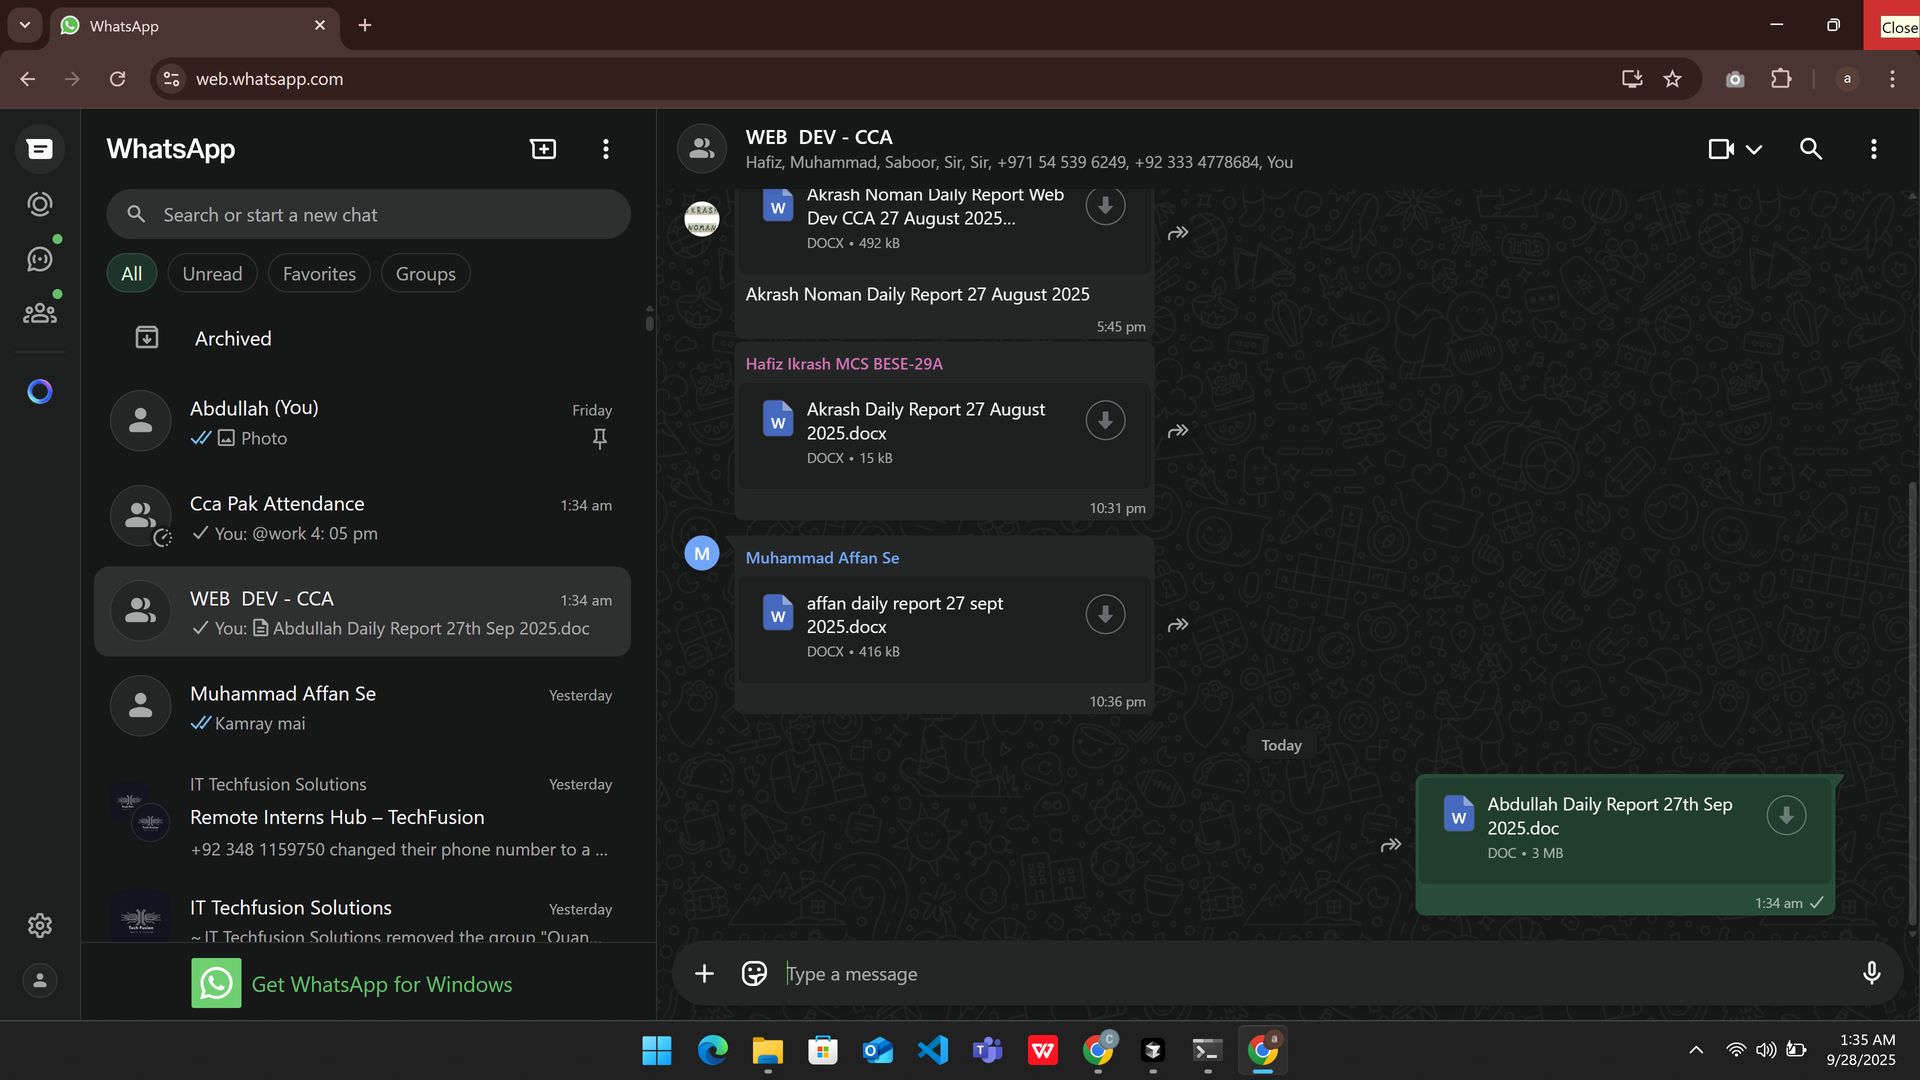 WhatsApp
Close
web.whatsapp.com
a
WhatsApp
Search or start a new chat
All
Unread
Favorites
Groups
Archived
Abdullah (You)
Friday
Photo
Cca Pak Attendance
1:34 am
You: @work 4: 05 pm
WEB  DEV - CCA
1:34 am
You: Abdullah Daily Report 27th Sep 2025.doc
Muhammad Affan Se
Yesterday
Kamray mai
IT Techfusion Solutions
Yesterday
Remote Interns Hub – TechFusion
+92 348 1159750 changed their phone number to a ...
IT Techfusion Solutions
Yesterday
Tech Fusion
~ IT Techfusion Solutions removed the group "Quan...
Get WhatsApp for Windows
WEB  DEV - CCA
Hafiz, Muhammad, Saboor, Sir, Sir, +971 54 539 6249, +92 333 4778684, You
AKRASH
NOMAN
W
Akrash Noman Daily Report Web
Dev CCA 27 August 2025...
DOCX • 492 kB
Akrash Noman Daily Report 27 August 2025
5:45 pm
Hafiz Ikrash MCS BESE-29A
W
Akrash Daily Report 27 August
2025.docx
DOCX • 15 kB
10:31 pm
M
Muhammad Affan Se
W
affan daily report 27 sept
2025.docx
DOCX • 416 kB
10:36 pm
Today
W
Abdullah Daily Report 27th Sep
2025.doc
DOC • 3 MB
1:34 am
Type a message
C
a
1:35 AM
9/28/2025